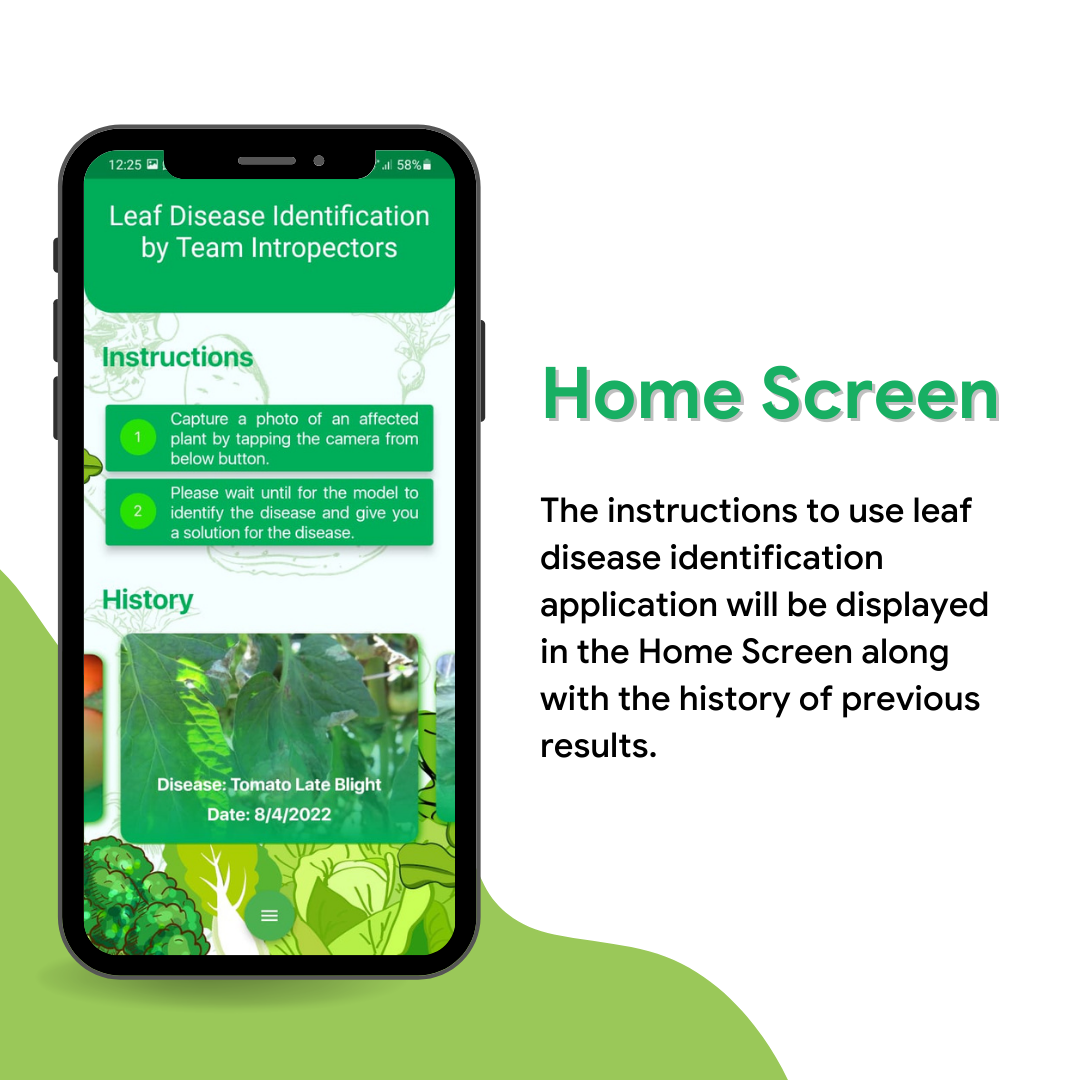 12:25
58%
Leaf Disease Identification
by Team Intropectors
Instructions
1
Capture a photo of an affected
plant by tapping the camera from
below button.
2
Please wait until for the model to
identify the disease and give you
a solution for the disease.
History
Disease: Tomato Late Blight
Date: 8/4/2022
Home Screen
The instructions to use leaf
disease identification
application will be displayed
in the Home Screen along
with the history of previous
results.